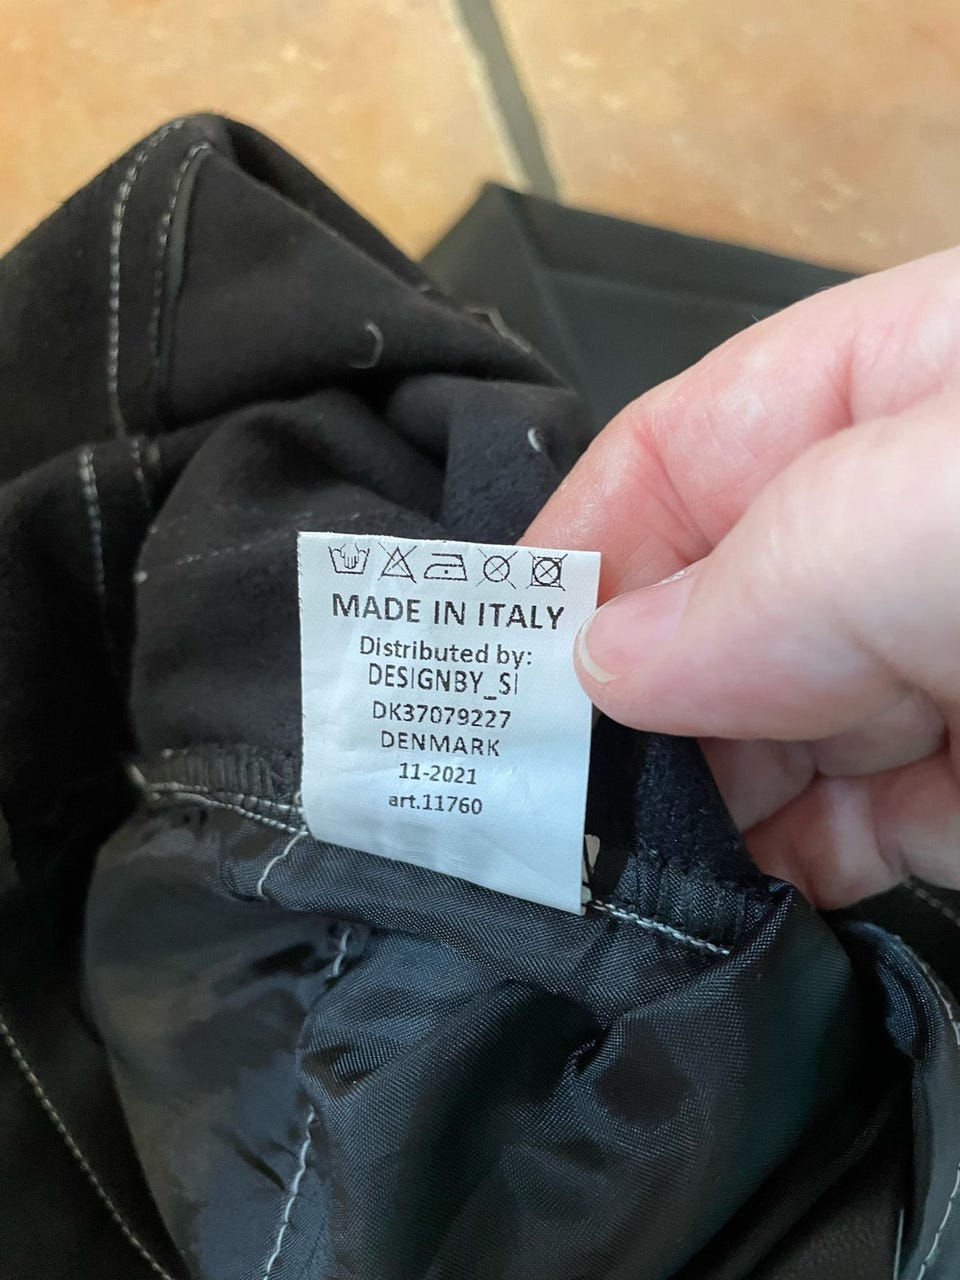 MADE IN ITALY
Distributed by:
DESIGNBY_SI
DK37079227
DENMARK
11-2021
art.11760